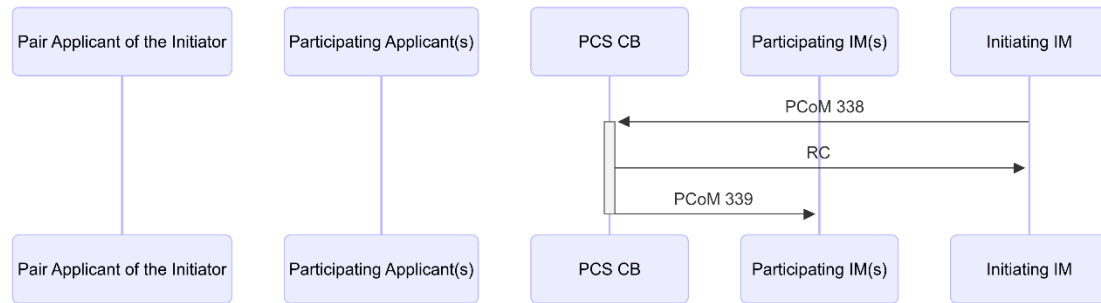 Pair Applicant of the Initiator
Participating Applicant(s)
PCS CB
Participating IM(s)
Initiating IM
PCoM 338
RC
PCoM 339
Pair Applicant of the Initiator
Participating Applicant(s)
PCS CB
Participating IM(s)
Initiating IM